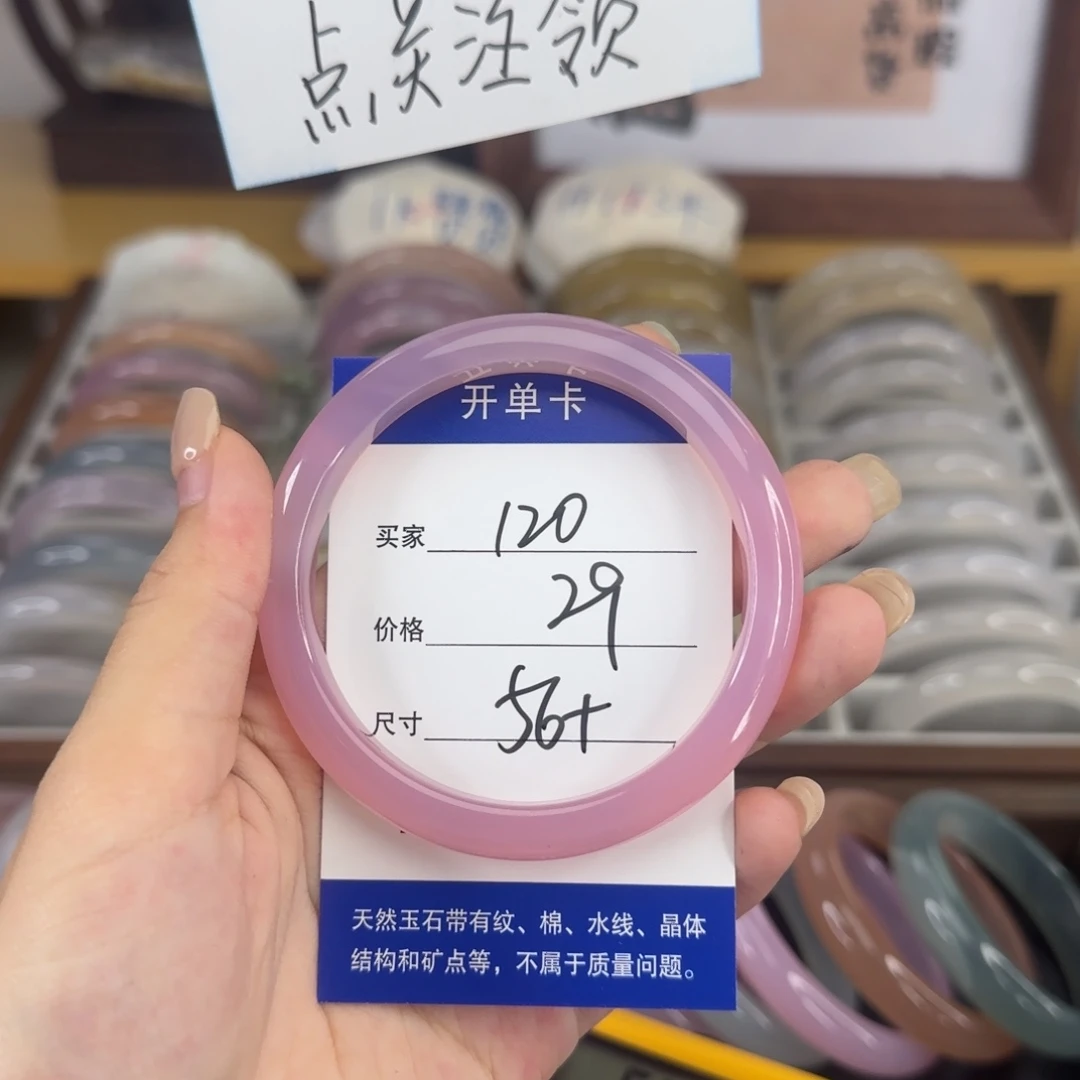 点关注领
开单卡
买家 120
价格 29
尺寸 56+
天然玉石带有纹、棉、水线、晶体
结构和矿点等，不属于质量问题。